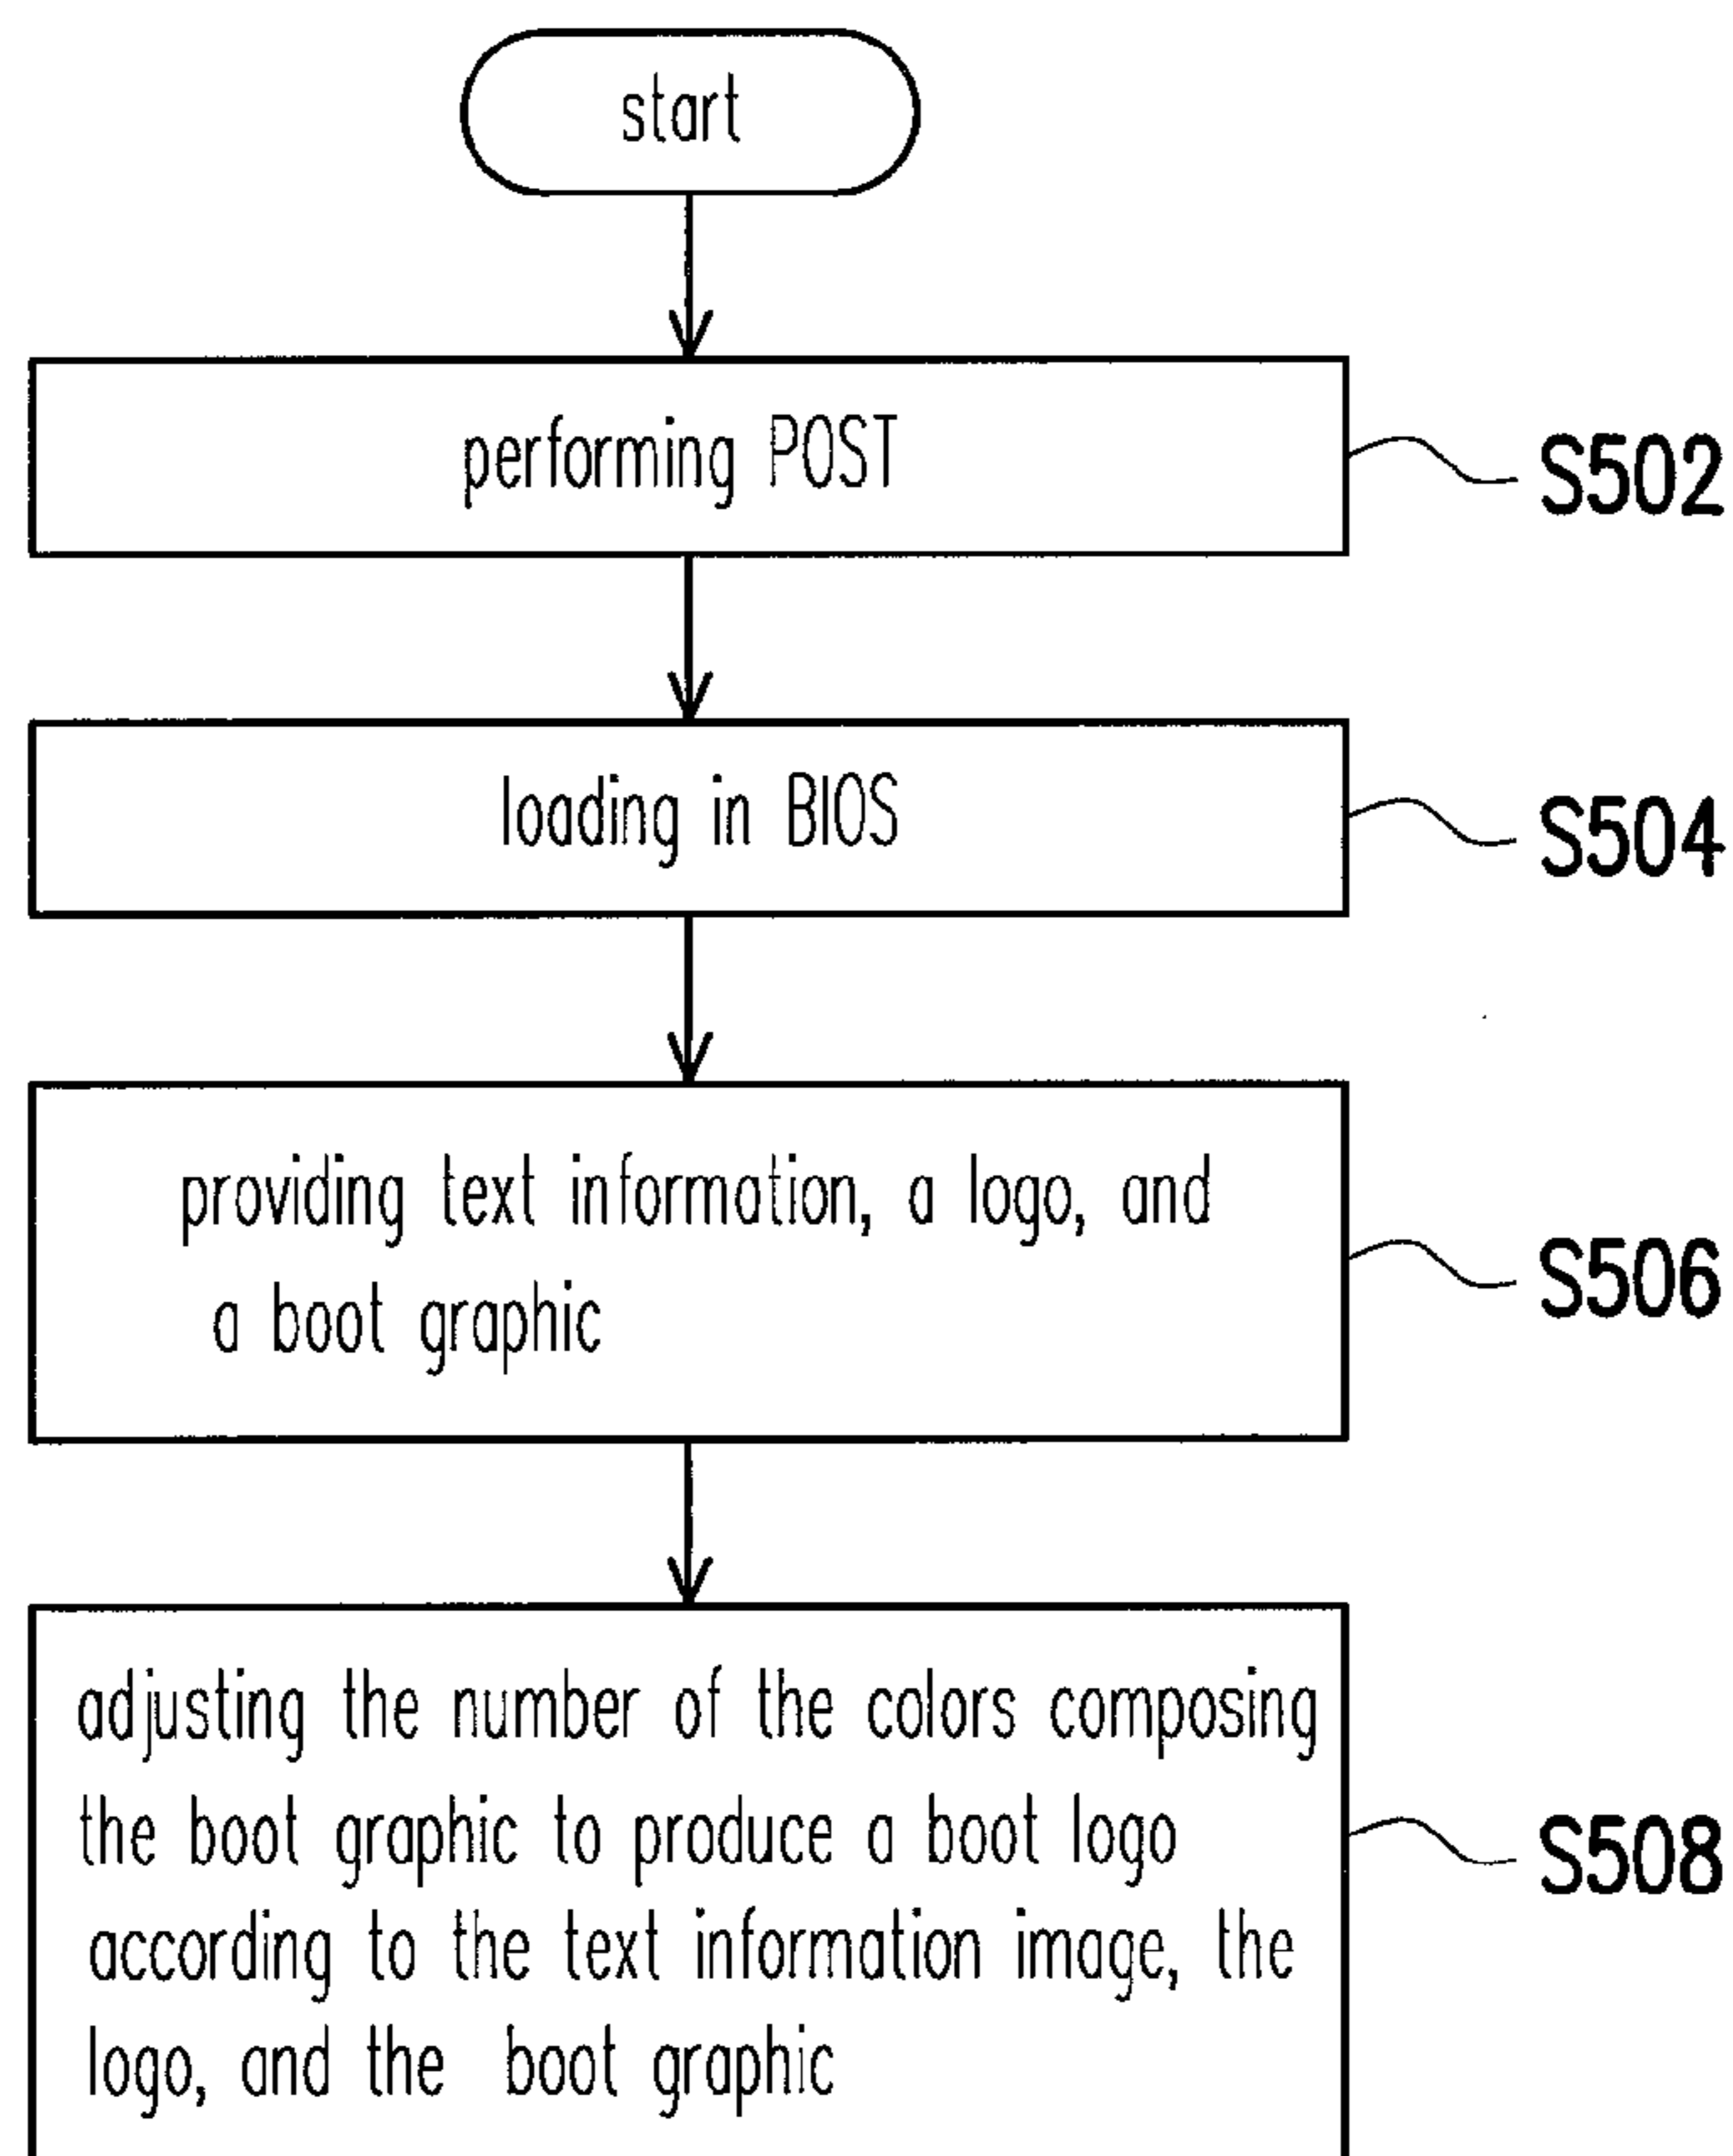 start
performing POST
S502
loading in BIOS
S504
providing text information, a logo, and
a boot graphic
S506
adjusting the number of the colors composing
the boot graphic to produce a boot logo
according to the text information image, the
logo, and the boot graphic
S508